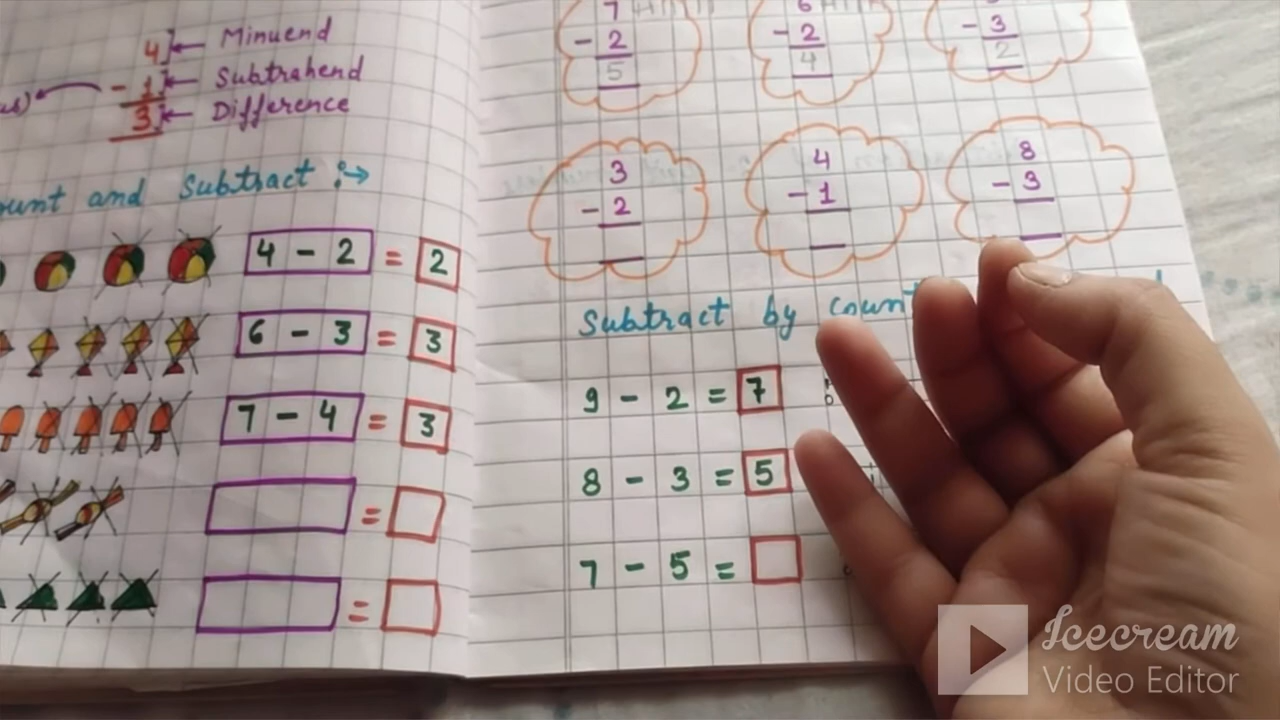 4 Minuend
- 1 Subtrahend
3 Difference
and Subtract :→
4 - 2 = 2
6 - 3 = 3
7 - 4 = 3
=
=
7
- 2
5
6
- 2
4
- 3
2
3
- 2
4
- 1
8
- 3
Subtract by
9 - 2 = 7
8 - 3 = 5
7 - 5 =
Icecream
Video Editor